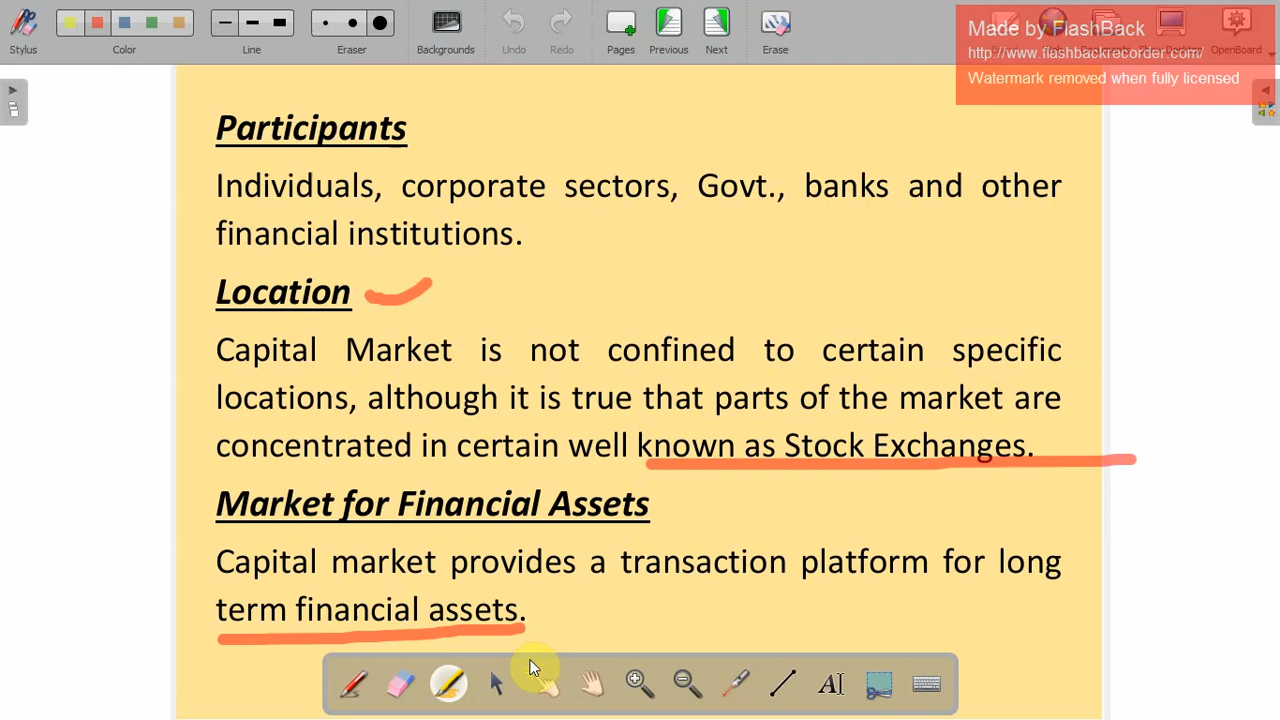 Stylus Color Line Eraser Backgrounds Undo Redo Pages Previous Next Erase OpenBoard
Made by FlashBack
http://www.flashbackrecorder.com/
Watermark removed when fully licensed
Participants
Individuals, corporate sectors, Govt., banks and other
financial institutions.
Location
Capital Market is not confined to certain specific
locations, although it is true that parts of the market are
concentrated in certain well known as Stock Exchanges.
Market for Financial Assets
Capital market provides a transaction platform for long
term financial assets.